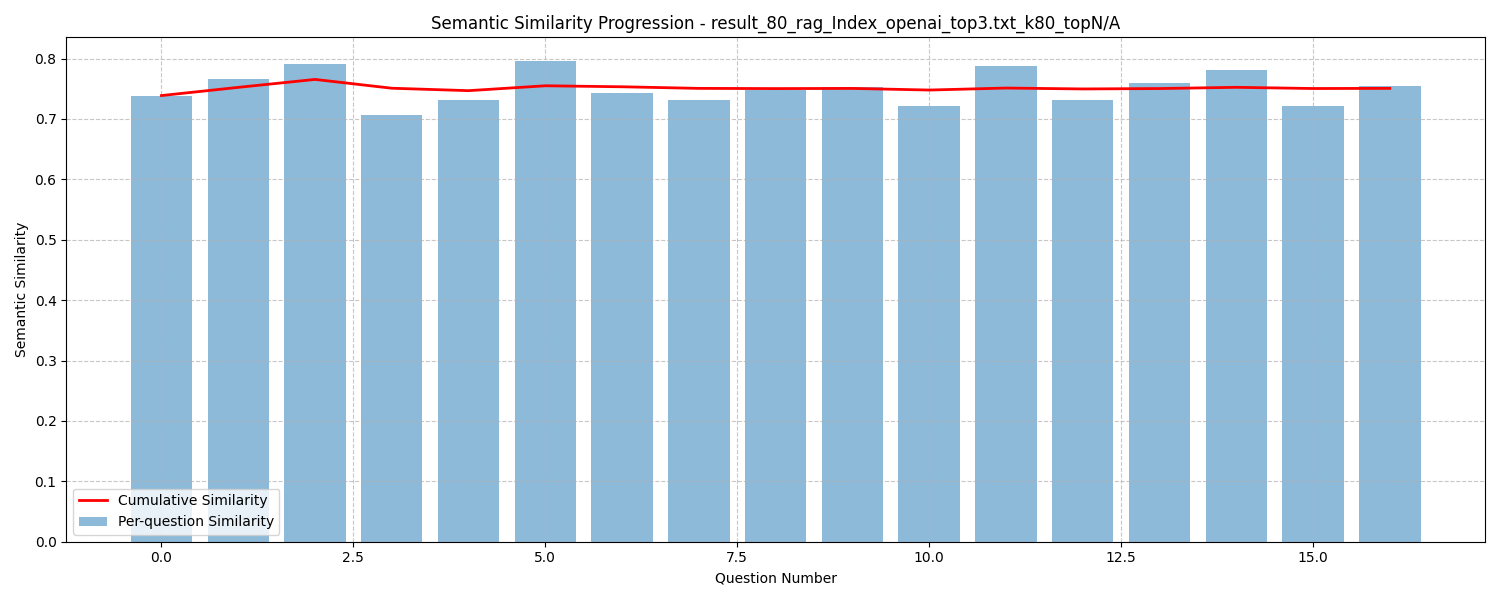 Semantic Similarity Progression - result_80_rag_Index_openai_top3.txt_k80_topN/A
Semantic Similarity
0.8
0.7
0.6
0.5
0.4
0.3
0.2
0.1
0.0
Cumulative Similarity
Per-question Similarity
0.0 2.5 5.0 7.5 10.0 12.5 15.0
Question Number